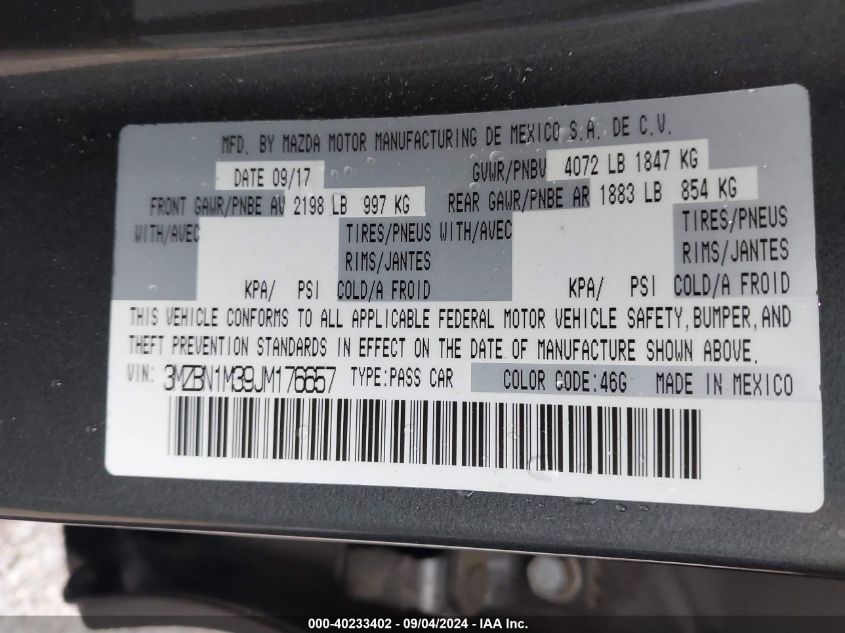 MFD. BY MAZDA MOTOR MANUFACTURING DE MEXICO S.A. DE C.V.
DATE 09/17 GVWR/PNBV 4072 LB 1847 KG
FRONT GAWR/PNBE AV 2198 LB 997 KG REAR GAWR/PNBE AR 1883 LB 854 KG
WITH/AVEC TIRES/PNEUS WITH/AVEC TIRES/PNEUS
RIMS/JANTES RIMS/JANTES
KPA/ PSI COLD/A FROID KPA/ PSI COLD/A FROID
THIS VEHICLE CONFORMS TO ALL APPLICABLE FEDERAL MOTOR VEHICLE SAFETY, BUMPER, AND
THEFT PREVENTION STANDARDS IN EFFECT ON THE DATE OF MANUFACTURE SHOWN ABOVE.
VIN: 3MZBN1M39JM176657 TYPE:PASS CAR COLOR CODE:46G MADE IN MEXICO
000-40233402 - 09/04/2024 - IAA Inc.